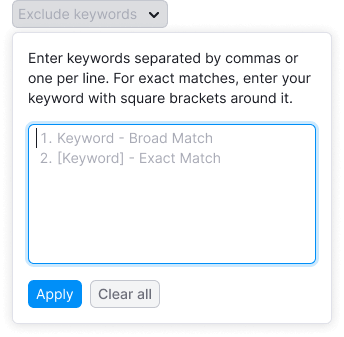 Exclude keywords
Enter keywords separated by commas or
one per line. For exact matches, enter your
keyword with square brackets around it.
1. Keyword - Broad Match
2. [Keyword] - Exact Match
Apply Clear all